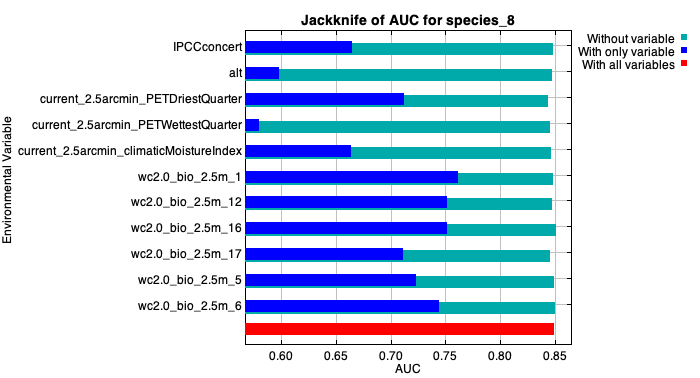 Jackknife of AUC for species_8
Without variable
With only variable
With all variables
Environmental Variable
IPCCconcert
alt
current_2.5arcmin_PETDriestQuarter
current_2.5arcmin_PETWettestQuarter
current_2.5arcmin_climaticMoistureIndex
wc2.0_bio_2.5m_1
wc2.0_bio_2.5m_12
wc2.0_bio_2.5m_16
wc2.0_bio_2.5m_17
wc2.0_bio_2.5m_5
wc2.0_bio_2.5m_6
0.60 0.65 0.70 0.75 0.80 0.85
AUC